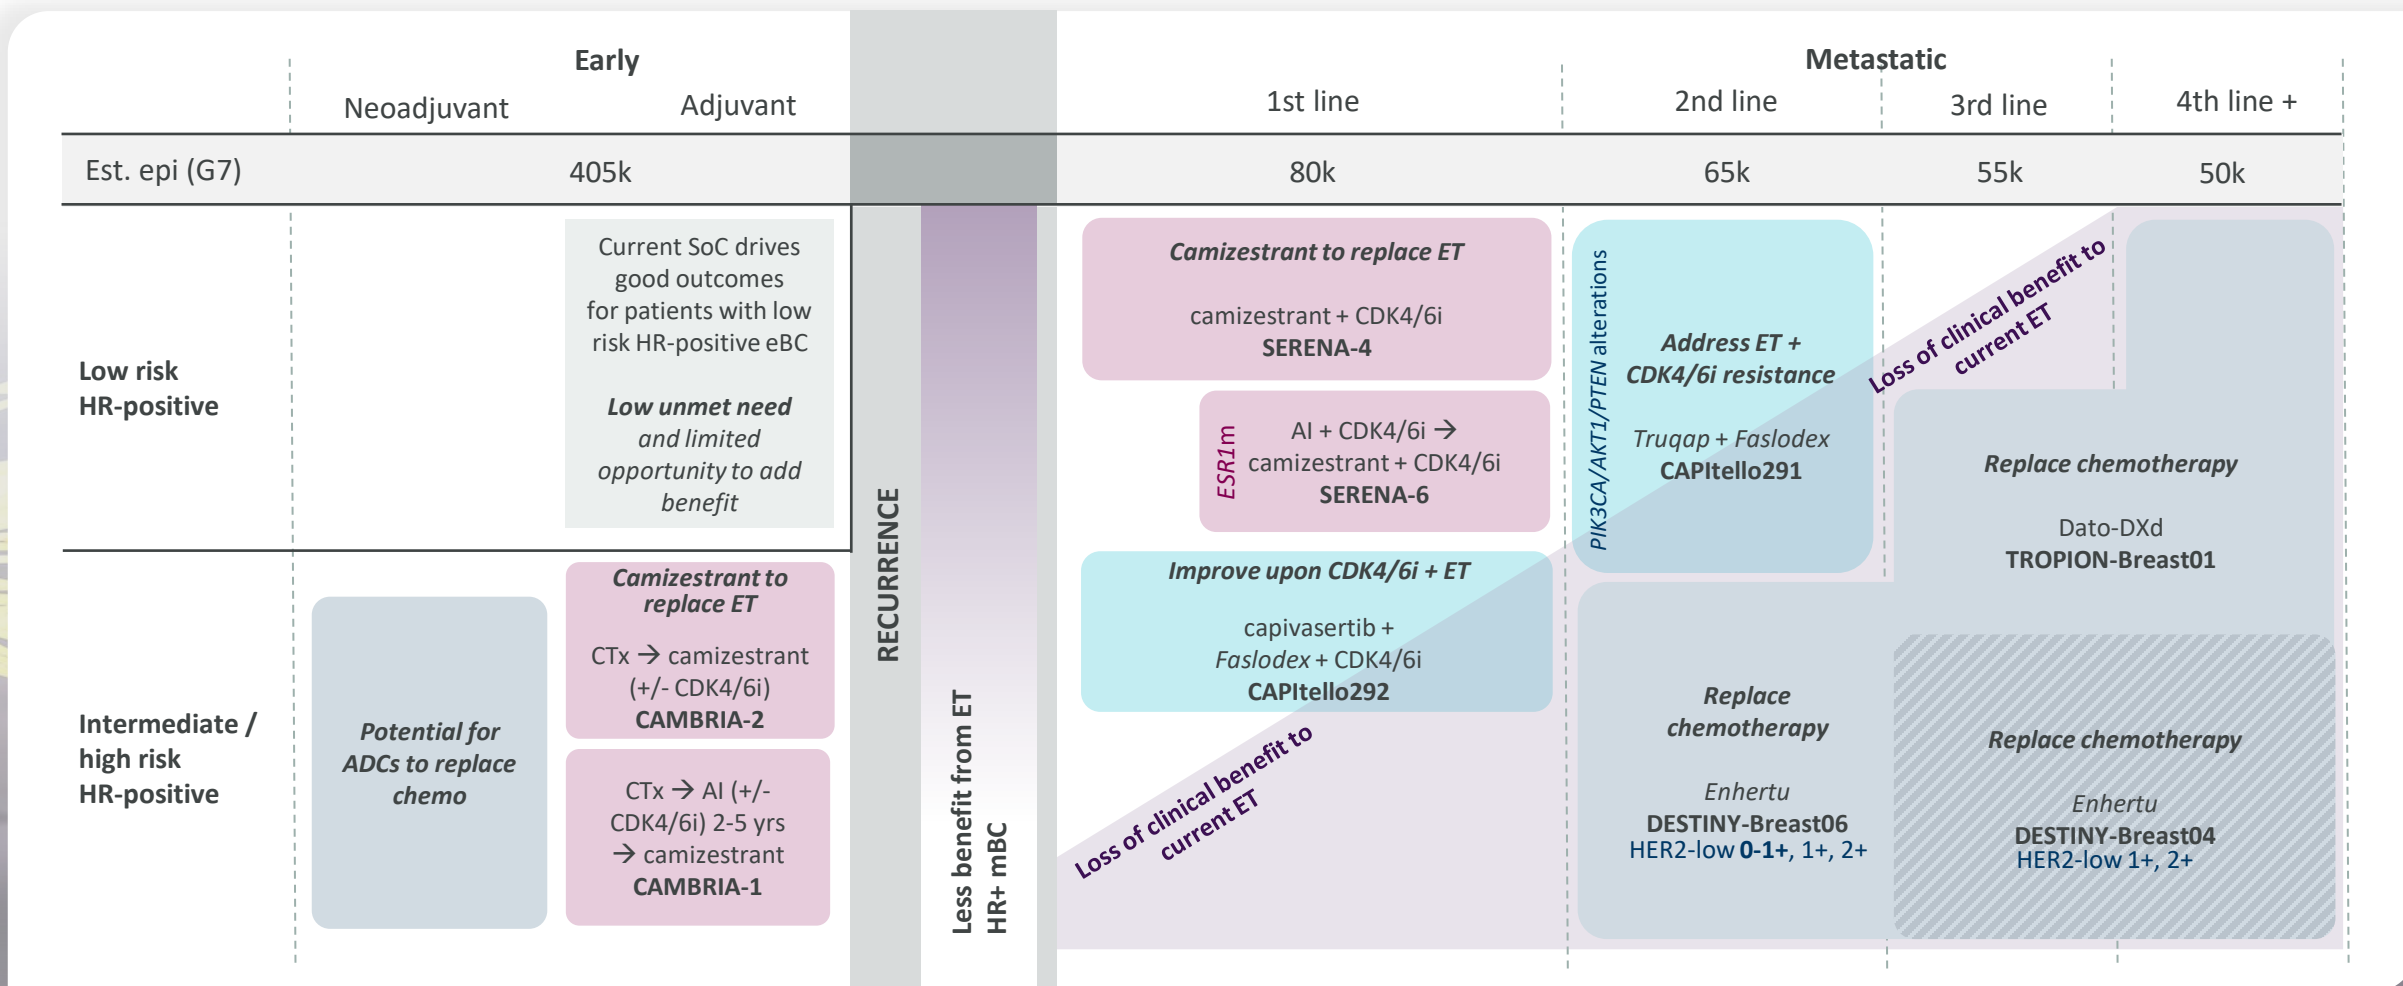 Early
Metastatic
Neoadjuvant
Adjuvant
1st line
2nd line
3rd line
4th line +
Est. epi (G7)
405k
80k
65k
55k
50k
Low risk
HR-positive
Current SoC drives
good outcomes
for patients with low
risk HR-positive eBC
Low unmet need
and limited
opportunity to add
benefit
Intermediate /
high risk
HR-positive
Potential for
ADCs to replace
chemo
Camizestrant to
replace ET
CTx → camizestrant
(+/- CDK4/6i)
CAMBRIA-2
CTx → AI (+/-
CDK4/6i) 2-5 yrs
→ camizestrant
CAMBRIA-1
RECURRENCE
Less benefit from ET
HR+ mBC
Camizestrant to replace ET
camizestrant + CDK4/6i
SERENA-4
ESR1m
AI + CDK4/6i →
camizestrant + CDK4/6i
SERENA-6
Improve upon CDK4/6i + ET
capivasertib +
Faslodex + CDK4/6i
CAPItello292
Loss of clinical benefit to
current ET
PIK3CA/AKT1/PTEN alterations
Address ET +
CDK4/6i resistance
Truqap + Faslodex
CAPItello291
Loss of clinical benefit to
current ET
Replace
chemotherapy
Enhertu
DESTINY-Breast06
HER2-low 0-1+, 1+, 2+
Replace chemotherapy
Dato-DXd
TROPION-Breast01
Replace chemotherapy
Enhertu
DESTINY-Breast04
HER2-low 1+, 2+